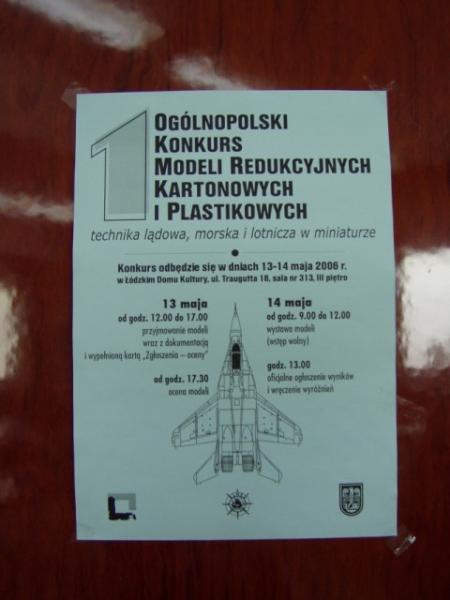 1 OGÓLNOPOLSKI
KONKURS
MODELI REDUKCYJNYCH
KARTONOWYCH
I PLASTIKOWYCH
technika lądowa, morska i lotnicza w miniaturze
Konkurs odbędzie się w dniach 13-14 maja 2006 r.
w Łódzkim Domu Kultury, ul. Traugutta 18, sala nr 313, III piętro
13 maja
od godz. 12.00 do 17.00
przyjmowanie modeli
wraz z dokumentacją
i wypełnioną kartą „Zgłoszenia – oceny”
od godz. 17.30
ocena modeli
14 maja
od godz. 9.00 do 12.00
wystawa modeli
(wstęp wolny)
godz. 13.00
oficjalne ogłoszenie wyników
i wręczenie wyróżnień